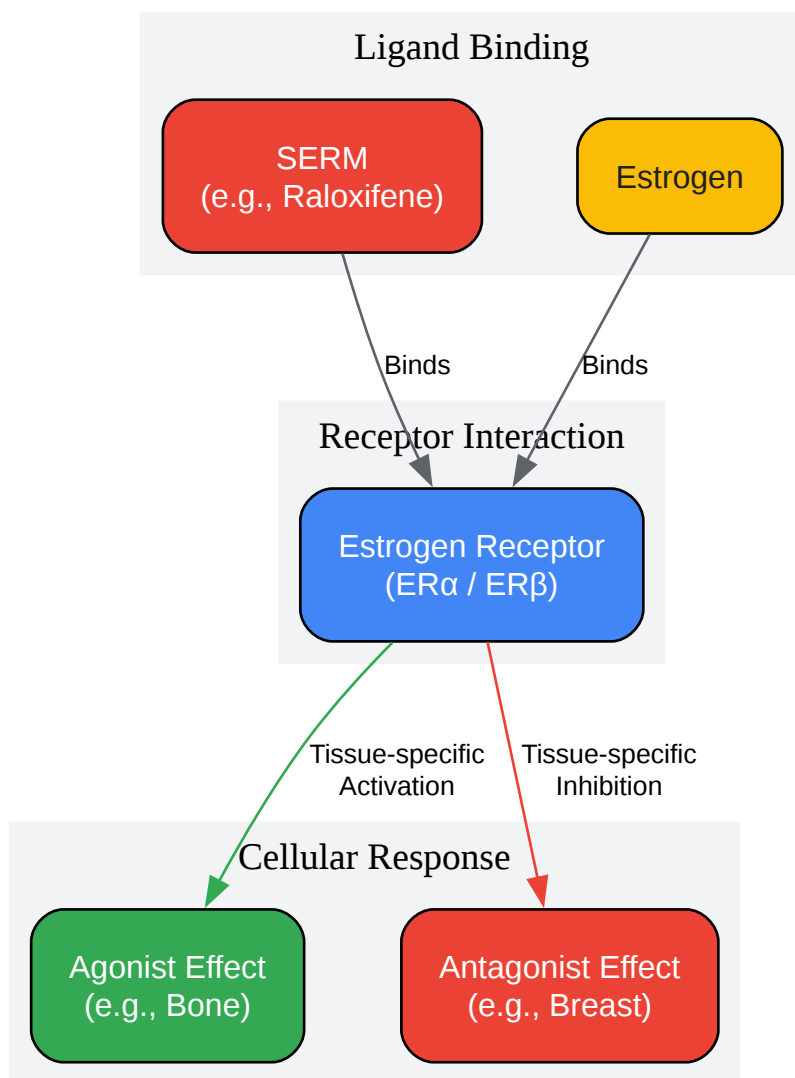 Ligand Binding
SERM
(e.g., Raloxifene)
Estrogen
Binds
Binds
Receptor Interaction
Estrogen Receptor
(ERα / ERβ)
Tissue-specific
Activation
Tissue-specific
Inhibition
Cellular Response
Agonist Effect
(e.g., Bone)
Antagonist Effect
(e.g., Breast)